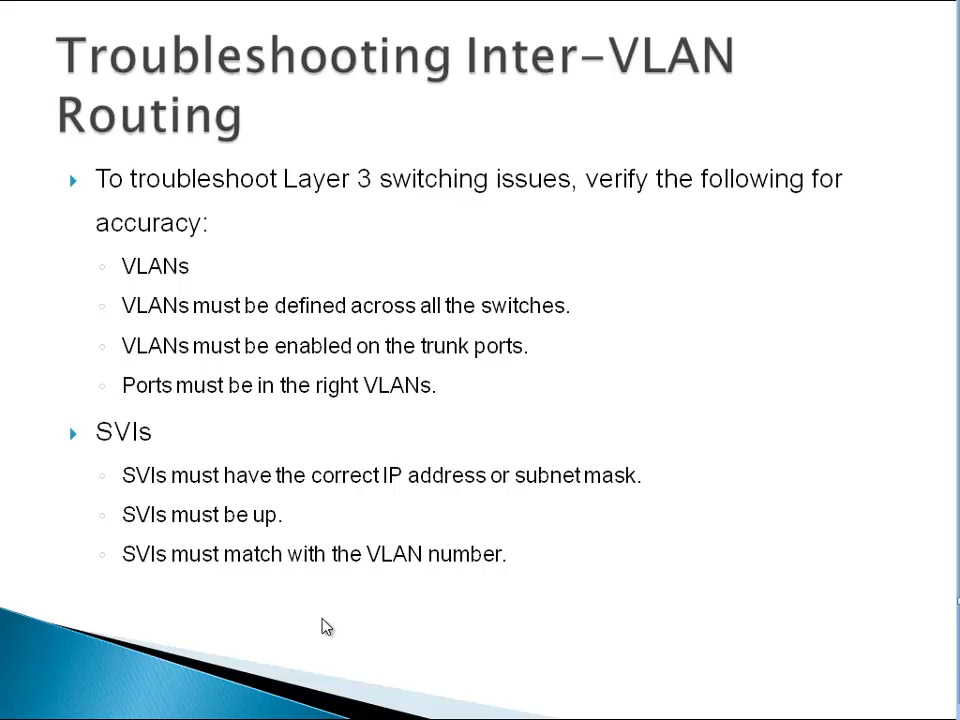 Troubleshooting Inter-VLAN
Routing
To troubleshoot Layer 3 switching issues, verify the following for
accuracy:
VLANs
VLANs must be defined across all the switches.
VLANs must be enabled on the trunk ports.
Ports must be in the right VLANs.
SVIs
SVIs must have the correct IP address or subnet mask.
SVIs must be up.
SVIs must match with the VLAN number.